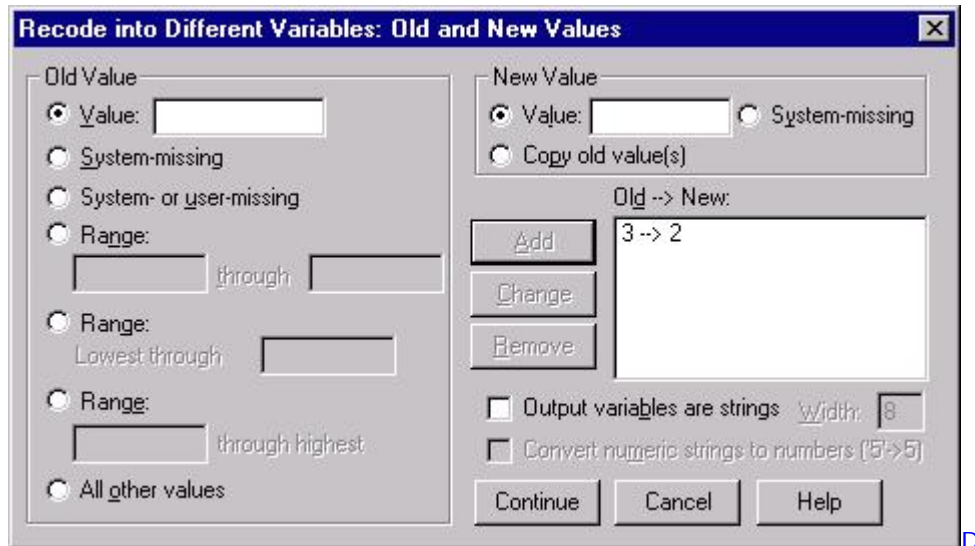 Recode into Different Variables: Old and New Values
Old Value
Value:
System-missing
System- or user-missing
Range:
through
Range:
Lowest through
Range:
through highest
All other values
New Value
Value:
System-missing
Copy old value(s)
Old --> New:
3 --> 2
Add
Change
Remove
Output variables are strings
Width:
8
Convert numeric strings to numbers ('5'->5)
Continue
Cancel
Help
D